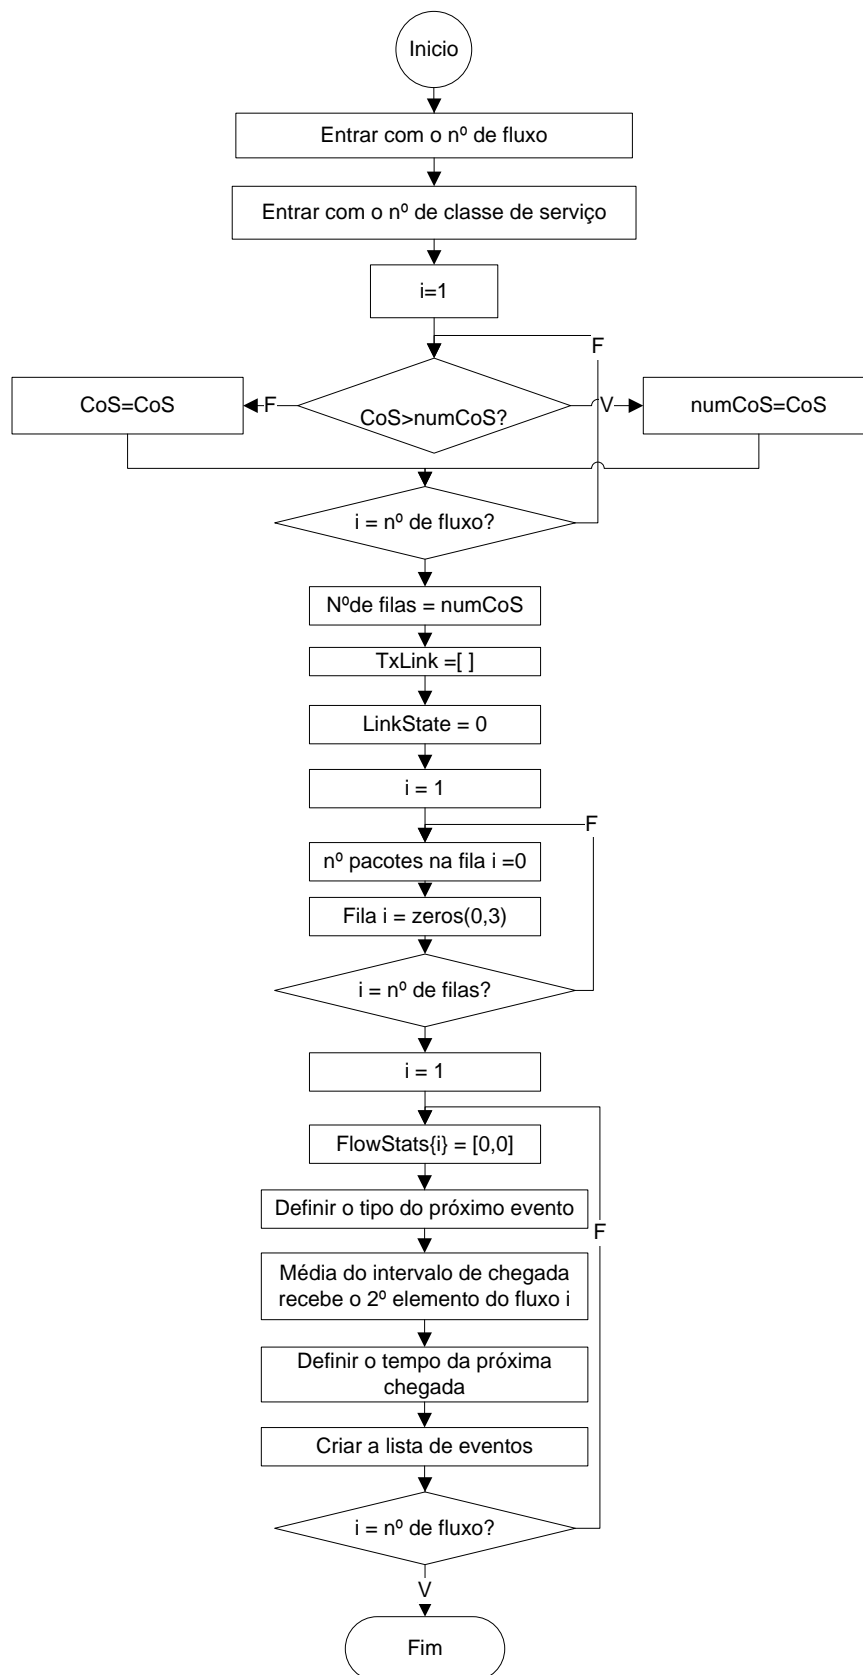 Inicio
Entrar com o nº de fluxo
Entrar com o nº de classe de serviço
i=1
F
CoS=CoS
F
CoS>numCoS?
V
numCoS=CoS
i = nº de fluxo?
Nºde filas = numCoS
TxLink =[ ]
LinkState = 0
i = 1
F
nº pacotes na fila i =0
Fila i = zeros(0,3)
i = nº de filas?
i = 1
FlowStats{i} = [0,0]
Definir o tipo do próximo evento
F
Média do intervalo de chegada
recebe o 2º elemento do fluxo i
Definir o tempo da próxima
chegada
Criar a lista de eventos
i = nº de fluxo?
V
Fim